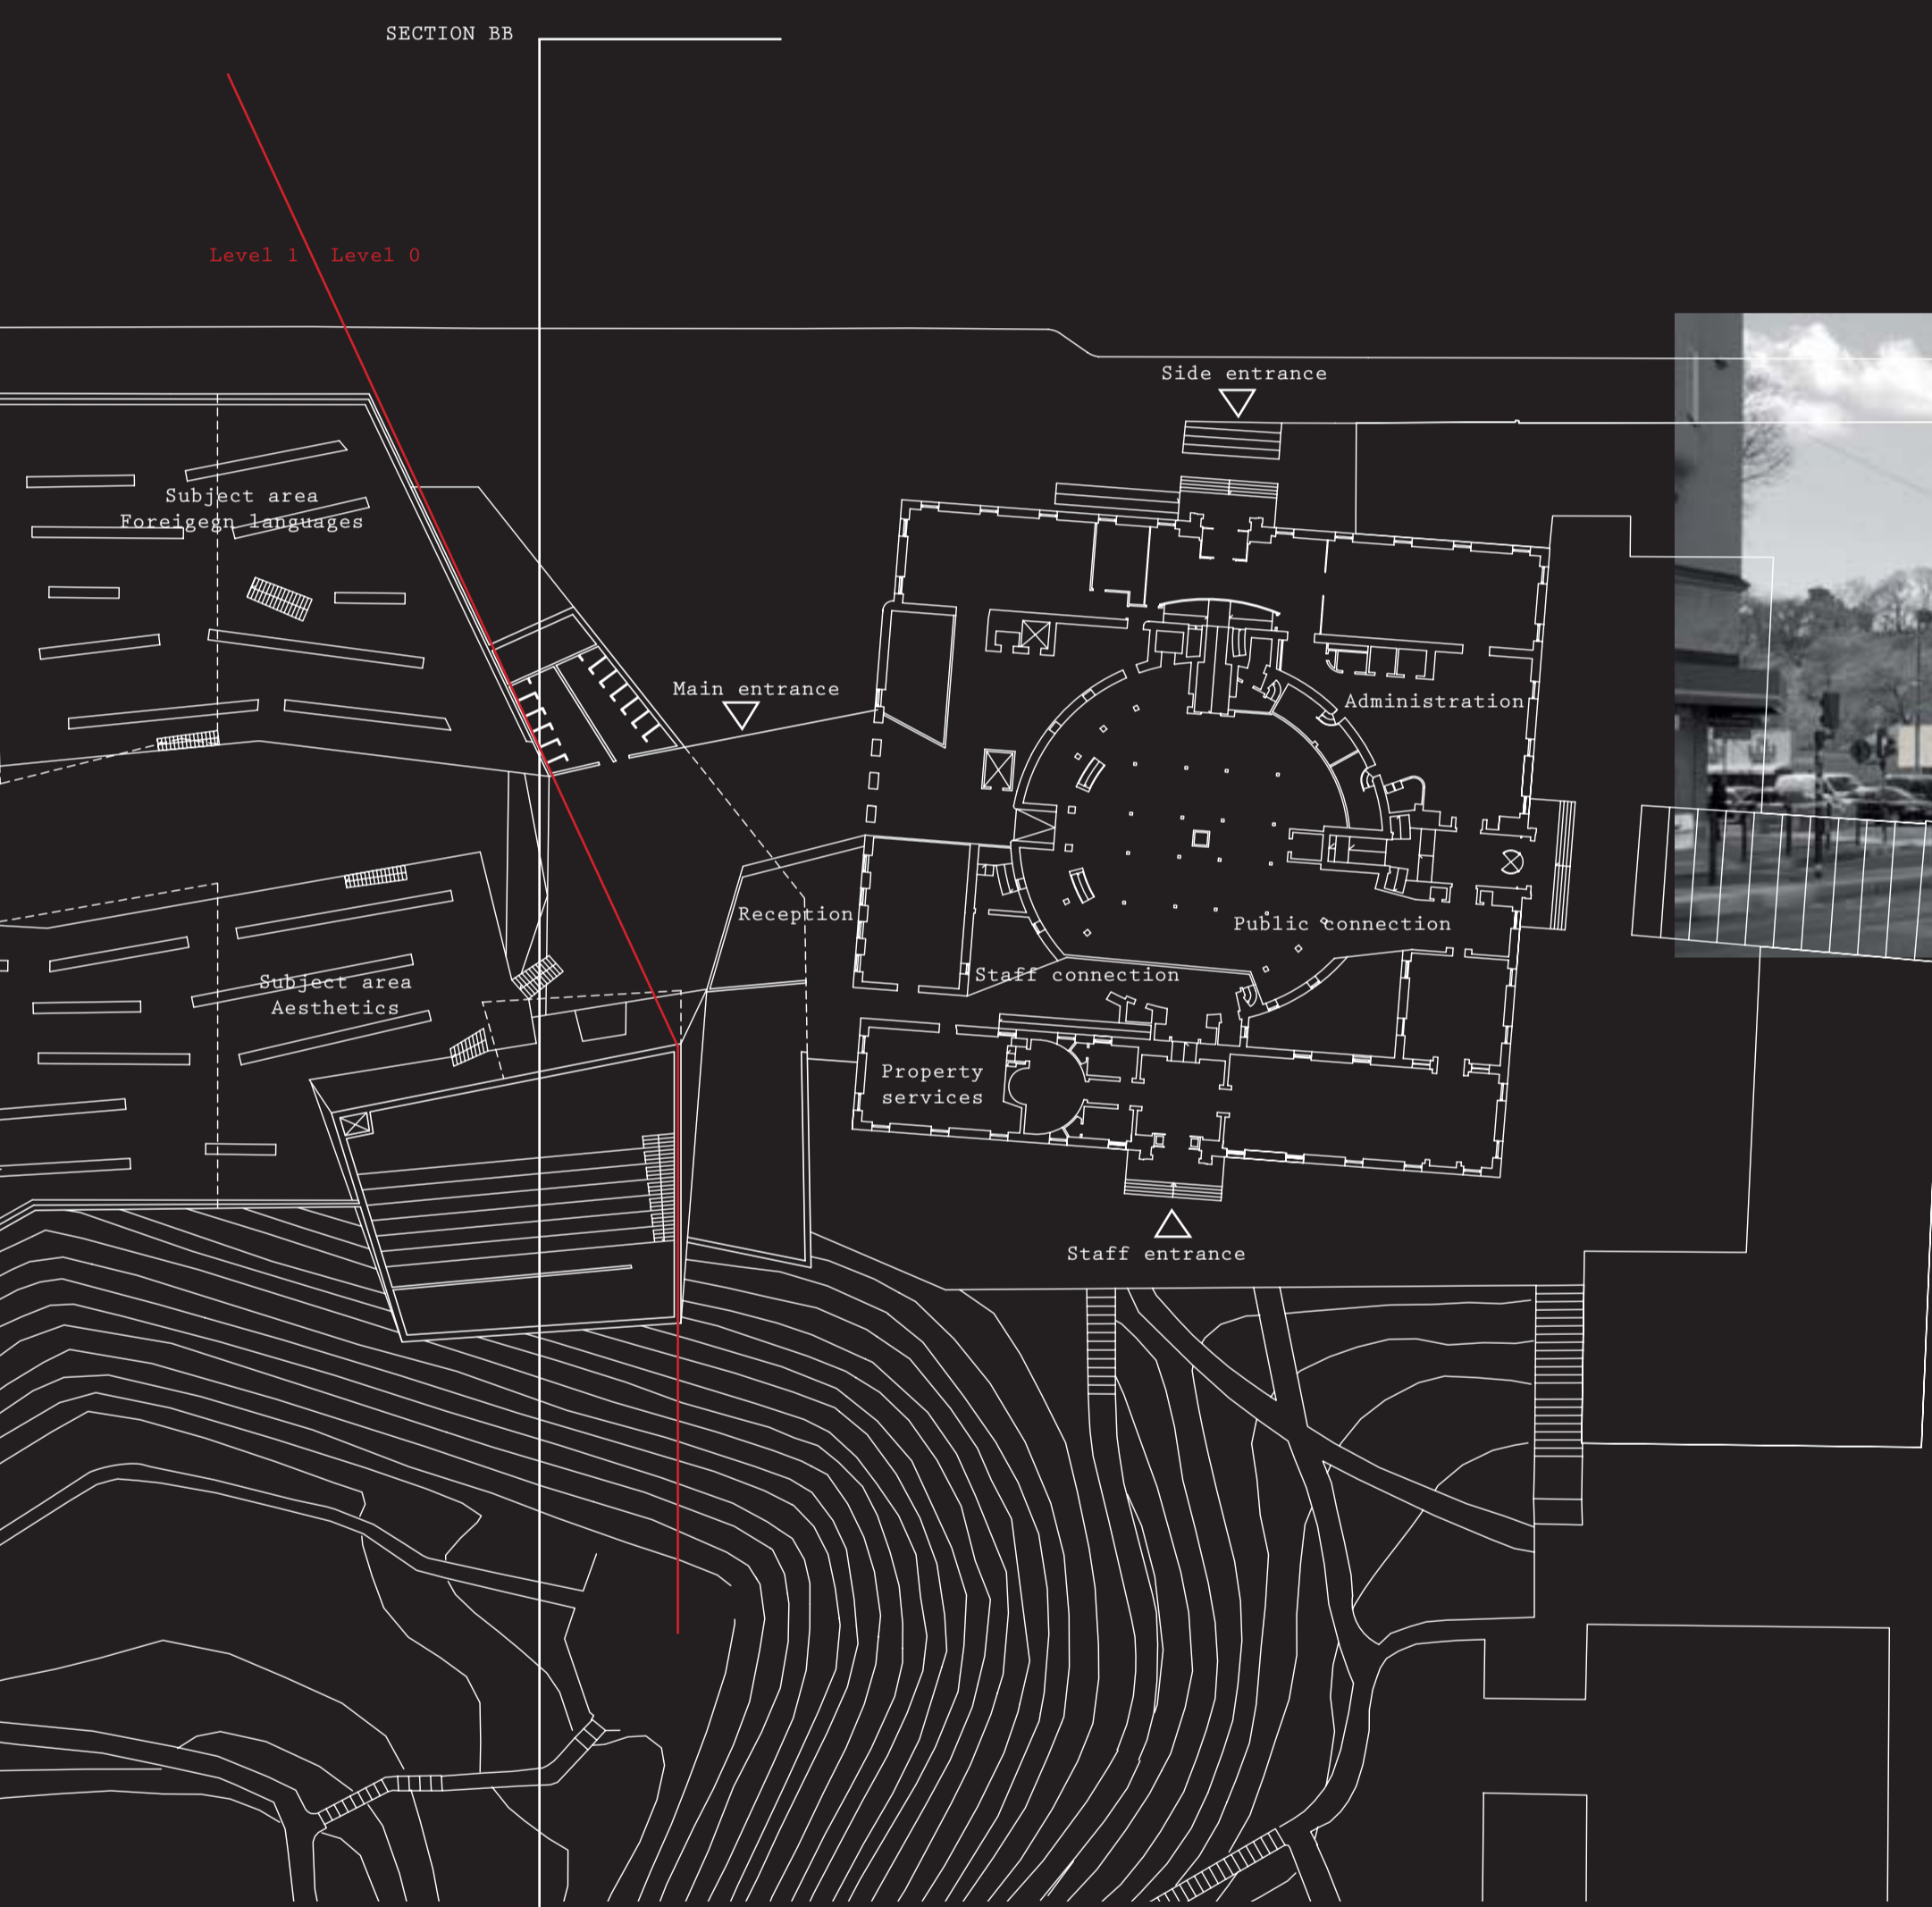 SECTION BB
Level 1 Level 0
Side entrance
Subject area
Foreigegn languages
Main entrance
Administration
Reception
Public connection
Staff connection
Subject area
Aesthetics
Property
services
Staff entrance